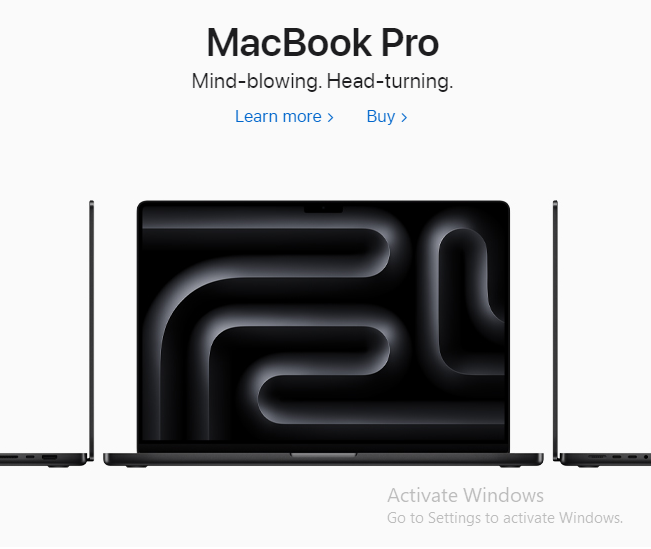 MacBook Pro
Mind-blowing. Head-turning.
Learn more > Buy >
Activate Windows
Go to Settings to activate Windows.